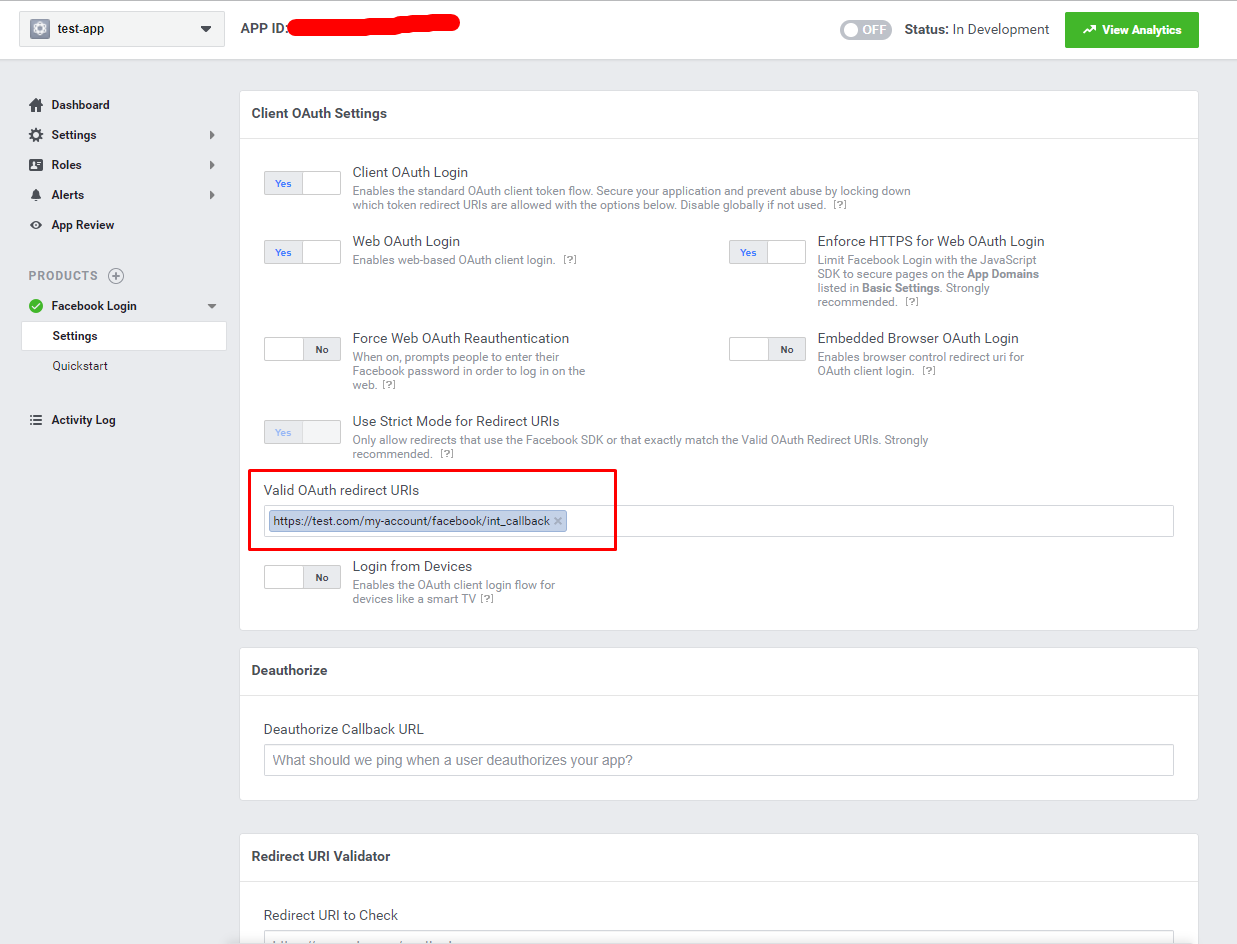 test-app
APP ID:
OFF
Status: In Development
View Analytics
Dashboard
Settings
Roles
Alerts
App Review
PRODUCTS
Facebook Login
Settings
Quickstart
Activity Log
Client OAuth Settings
Yes
Client OAuth Login
Enables the standard OAuth client token flow. Secure your application and prevent abuse by locking down
which token redirect URIs are allowed with the options below. Disable globally if not used. [?]
Yes
Web OAuth Login
Enables web-based OAuth client login. [?]
Yes
Enforce HTTPS for Web OAuth Login
Limit Facebook Login with the JavaScript
SDK to secure pages on the App Domains
listed in Basic Settings. Strongly
recommended. [?]
No
Force Web OAuth Reauthentication
When on, prompts people to enter their
Facebook password in order to log in on the
web. [?]
No
Embedded Browser OAuth Login
Enables browser control redirect uri for
OAuth client login. [?]
Yes
Use Strict Mode for Redirect URIs
Only allow redirects that use the Facebook SDK or that exactly match the Valid OAuth Redirect URIs. Strongly
recommended. [?]
Valid OAuth redirect URIs
https://test.com/my-account/facebook/int_callback ×
No
Login from Devices
Enables the OAuth client login flow for
devices like a smart TV [?]
Deauthorize
Deauthorize Callback URL
What should we ping when a user deauthorizes your app?
Redirect URI Validator
Redirect URI to Check